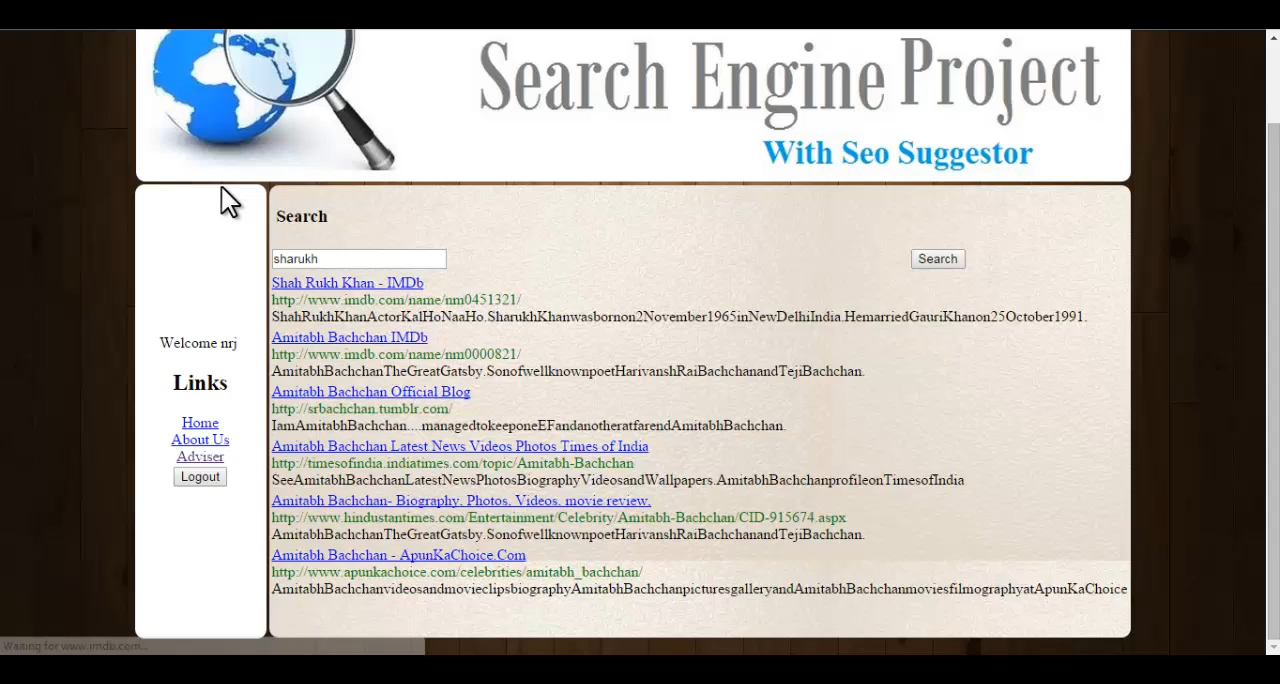 Search Engine Project
With Seo Suggestor
Search
sharukh
Search
Shah Rukh Khan - IMDb
http://www.imdb.com/name/nm0451321/
ShahRukhKhanActorKalHoNaaHo.SharukhKhanwasbornon2November1965inNewDelhiIndia.HemarriedGauriKhanon25October1991.
Amitabh Bachchan IMDb
http://www.imdb.com/name/nm0000821/
AmitabhBachchanTheGreatGatsby.SonofwellknownpoetHarivanshRaiBachchanandTejiBachchan.
Amitabh Bachchan Official Blog
http://srbachchan.tumblr.com/
IamAmitabhBachchan....managedtokeeponeEFandanotheratfarendAmitabhBachchan.
Amitabh Bachchan Latest News Videos Photos Times of India
http://timesofindia.indiatimes.com/topic/Amitabh-Bachchan
SeeAmitabhBachchanLatestNewsPhotosBiographyVideosandWallpapers.AmitabhBachchanprofileonTimesofIndia
Amitabh Bachchan- Biography, Photos, Videos, movie review,
http://www.hindustantimes.com/Entertainment/Celebrity/Amitabh-Bachchan/CID-915674.aspx
AmitabhBachchanTheGreatGatsby.SonofwellknownpoetHarivanshRaiBachchanandTejiBachchan.
Amitabh Bachchan - ApunKaChoice.Com
http://www.apunkachoice.com/celebrities/amitabh_bachchan/
AmitabhBachchanvideosandmovieclipsbiographyAmitabhBachchanpicturesgalleryandAmitabhBachchanmoviesfilmographyatApunKaChoice
Welcome nrj
Links
Home
About Us
Adviser
Logout
Waiting for www.imdb.com...